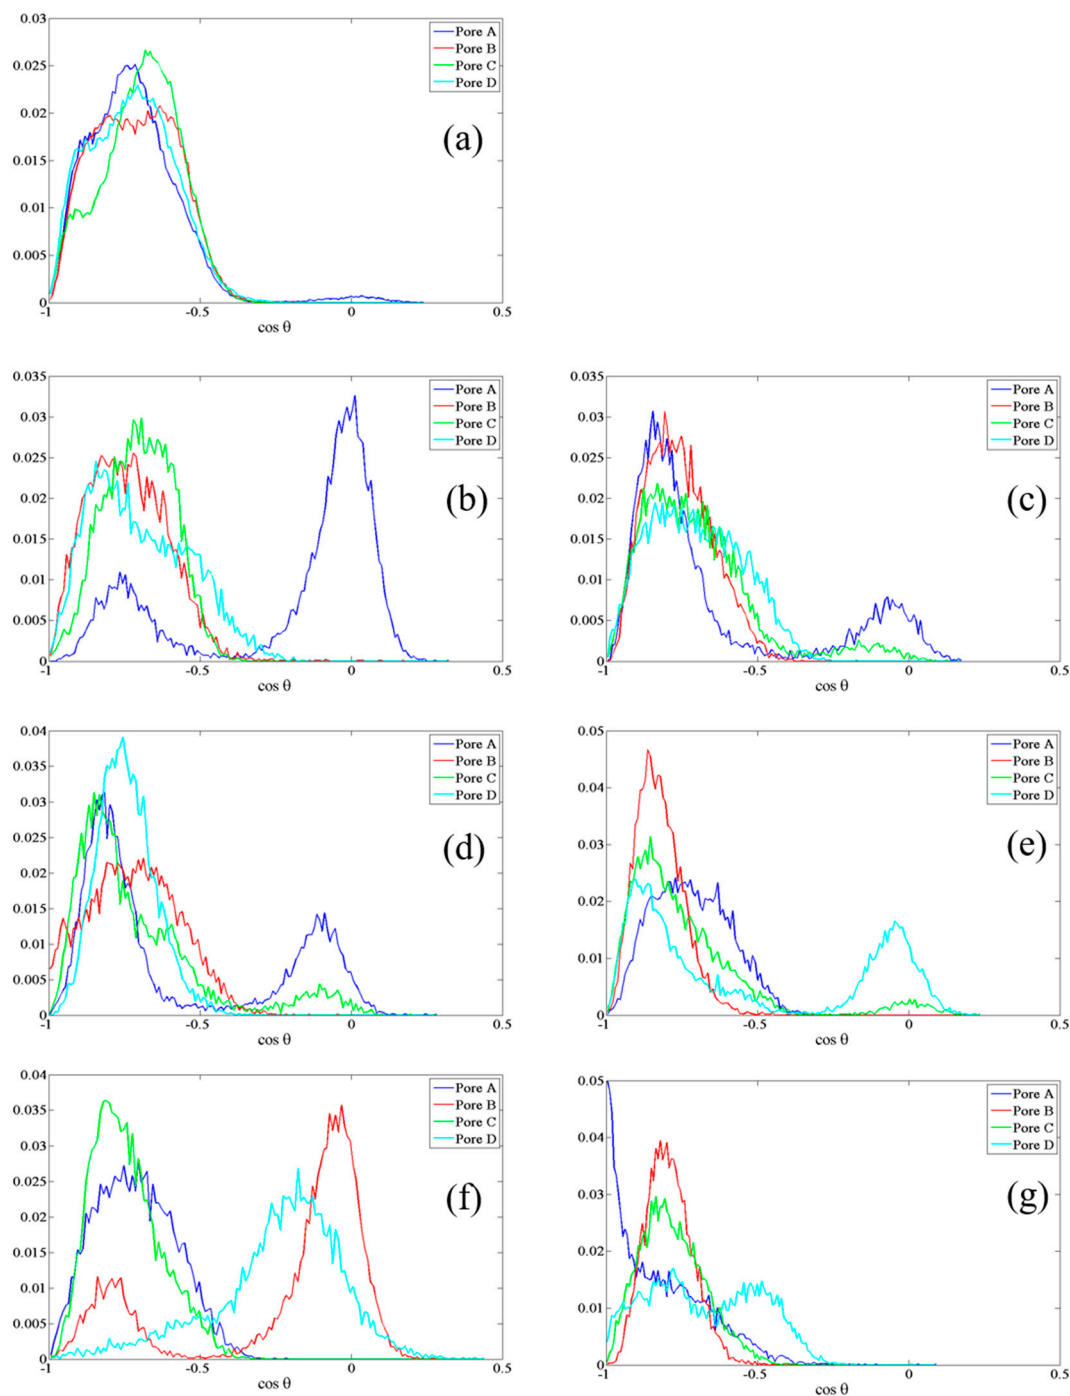 0.03
0.025
0.02
0.015
0.01
0.005
0
-1
-0.5
0
0.5
cos θ
Pore A
Pore B
Pore C
Pore D
(a)
0.035
0.03
0.025
0.02
0.015
0.01
0.005
0
-1
-0.5
0
0.5
cos θ
Pore A
Pore B
Pore C
Pore D
(b)
0.035
0.03
0.025
0.02
0.015
0.01
0.005
0
-1
-0.5
0
0.5
cos θ
Pore A
Pore B
Pore C
Pore D
(c)
0.04
0.035
0.03
0.025
0.02
0.015
0.01
0.005
0
-1
-0.5
0
0.5
cos θ
Pore A
Pore B
Pore C
Pore D
(d)
0.05
0.04
0.03
0.02
0.01
0
-1
-0.5
0
0.5
cos θ
Pore A
Pore B
Pore C
Pore D
(e)
0.04
0.035
0.03
0.025
0.02
0.015
0.01
0.005
0
-1
-0.5
0
0.5
cos θ
Pore A
Pore B
Pore C
Pore D
(f)
0.05
0.04
0.03
0.02
0.01
0
-1
-0.5
0
0.5
cos θ
Pore A
Pore B
Pore C
Pore D
(g)